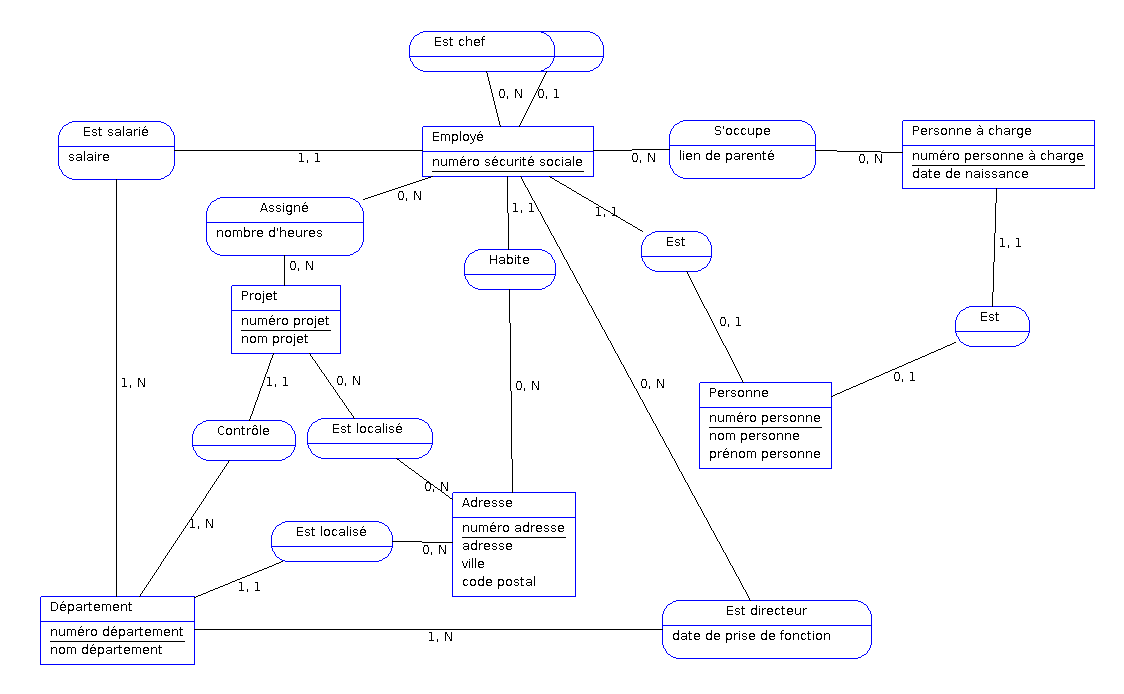 Est chef
0, N
0, 1
Est salarié
salaire
1, 1
Employé
numéro sécurité sociale
0, N
S'occupe
lien de parenté
0, N
Personne à charge
numéro personne à charge
date de naissance
0, N
Assigné
nombre d'heures
1, 1
1, 1
Est
1, 1
0, N
Habite
Projet
numéro projet
nom projet
0, 1
Est
1, N
1, 1
0, N
0, N
0, N
0, 1
Personne
numéro personne
nom personne
prénom personne
Contrôle
Est localisé
0, N
Adresse
numéro adresse
adresse
ville
code postal
1, N
Est localisé
0, N
1, 1
Département
numéro département
nom département
1, N
Est directeur
date de prise de fonction